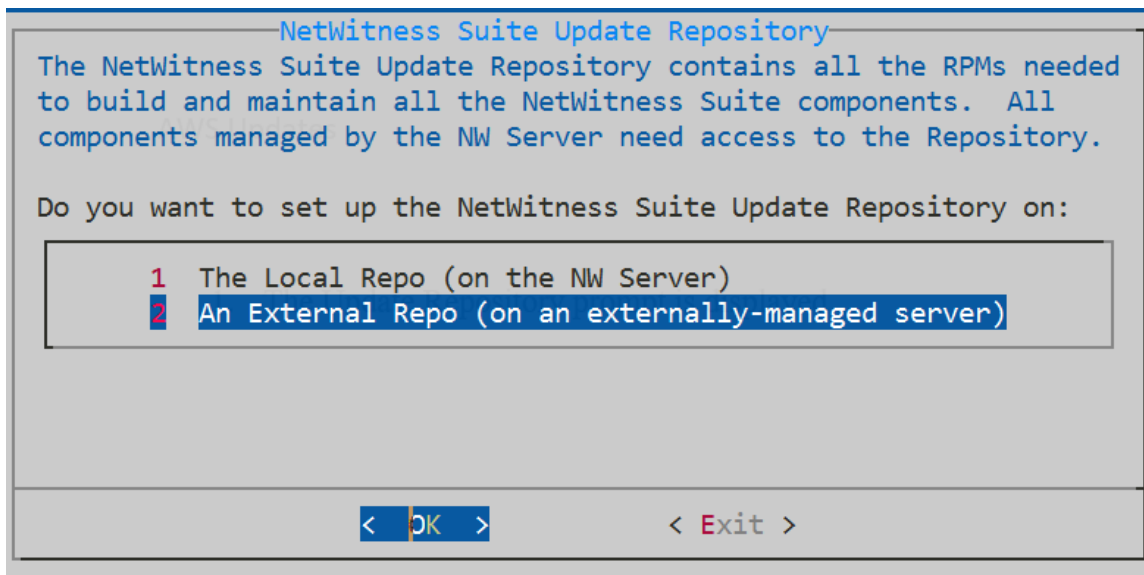 NetWitness Suite Update Repository
The NetWitness Suite Update Repository contains all the RPMs needed
to build and maintain all the NetWitness Suite components.  All
AWS Updates
components managed by the NW Server need access to the Repository.
Do you want to set up the NetWitness Suite Update Repository on:
1 The Local Repo (on the NW Server)
2 An External Repo (on an externally-managed server)
< OK > < Exit >